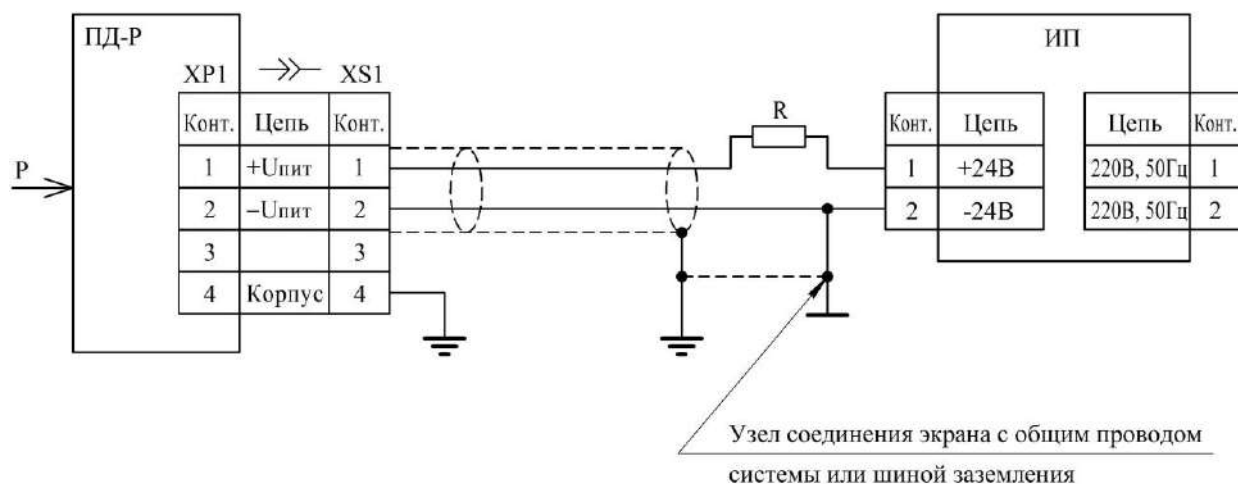 ПД-Р
ИП
XP1 XS1
R
Конт. Цепь Конт.
Конт. Цепь
Цепь Конт.
P
1 +Uпит 1
1 +24В
220В, 50Гц 1
2 −Uпит 2
2 -24В
220В, 50Гц 2
3 3
4 Корпус 4
Узел соединения экрана с общим проводом
системы или шиной заземления